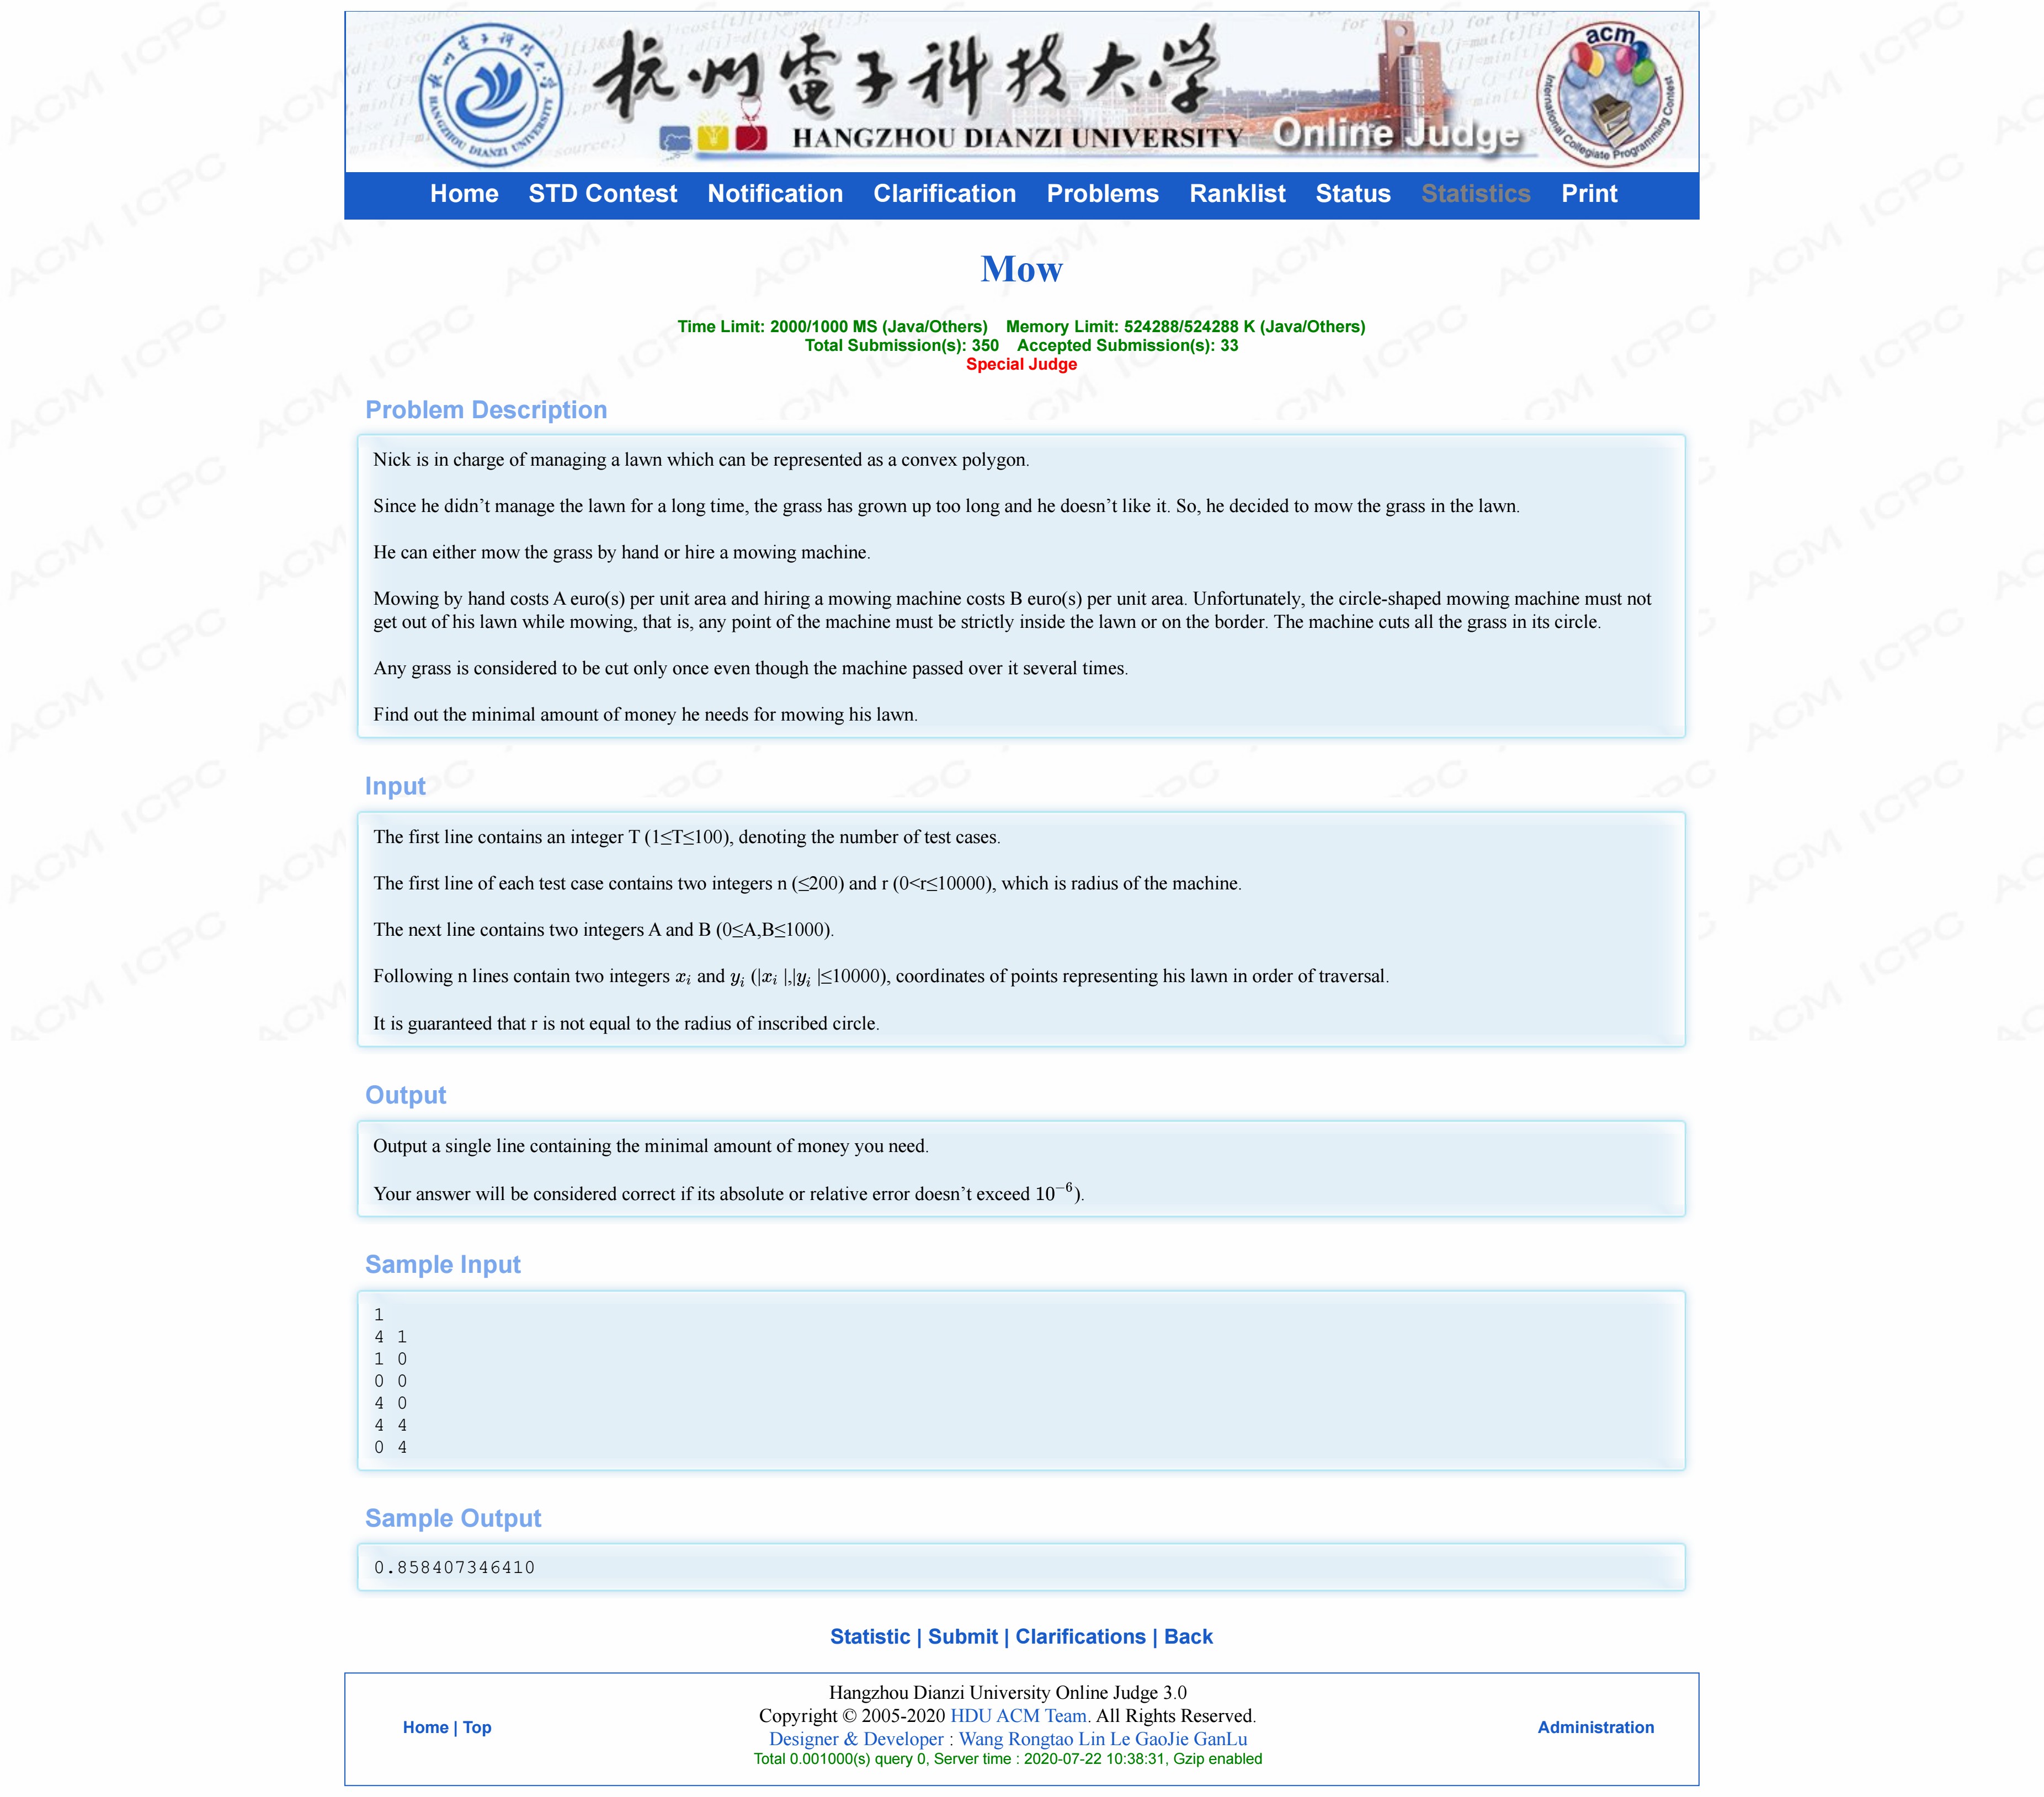 杭州電子科技大学
HANGZHOU DIANZI UNIVERSITY Online Judge
杭州電子科技大学
HANGZHOU DIANZI UNIVERSITY
acm
International Collegiate Programming Contest
Home STD Contest Notification Clarification Problems Ranklist Status Statistics Print
Mow
Time Limit: 2000/1000 MS (Java/Others) Memory Limit: 524288/524288 K (Java/Others)
Total Submission(s): 350 Accepted Submission(s): 33
Special Judge
Problem Description
Nick is in charge of managing a lawn which can be represented as a convex polygon.
Since he didn’t manage the lawn for a long time, the grass has grown up too long and he doesn’t like it. So, he decided to mow the grass in the lawn.
He can either mow the grass by hand or hire a mowing machine.
Mowing by hand costs A euro(s) per unit area and hiring a mowing machine costs B euro(s) per unit area. Unfortunately, the circle-shaped mowing machine must not
get out of his lawn while mowing, that is, any point of the machine must be strictly inside the lawn or on the border. The machine cuts all the grass in its circle.
Any grass is considered to be cut only once even though the machine passed over it several times.
Find out the minimal amount of money he needs for mowing his lawn.
Input
The first line contains an integer T (1≤T≤100), denoting the number of test cases.
The first line of each test case contains two integers n (≤200) and r (0<r≤10000), which is radius of the machine.
The next line contains two integers A and B (0≤A,B≤1000).
Following n lines contain two integers xᵢ and yᵢ (|xᵢ |,|yᵢ |≤10000), coordinates of points representing his lawn in order of traversal.
It is guaranteed that r is not equal to the radius of inscribed circle.
Output
Output a single line containing the minimal amount of money you need.
Your answer will be considered correct if its absolute or relative error doesn’t exceed 10⁻⁶).
Sample Input
1
4 1
1 0
0 0
4 0
4 4
0 4
Sample Output
0.858407346410
Statistic | Submit | Clarifications | Back
Hangzhou Dianzi University Online Judge 3.0
Copyright © 2005-2020 HDU ACM Team. All Rights Reserved.
Home | Top
Administration
Designer & Developer : Wang Rongtao Lin Le GaoJie GanLu
Total 0.001000(s) query 0, Server time : 2020-07-22 10:38:31, Gzip enabled
ACM ICPC